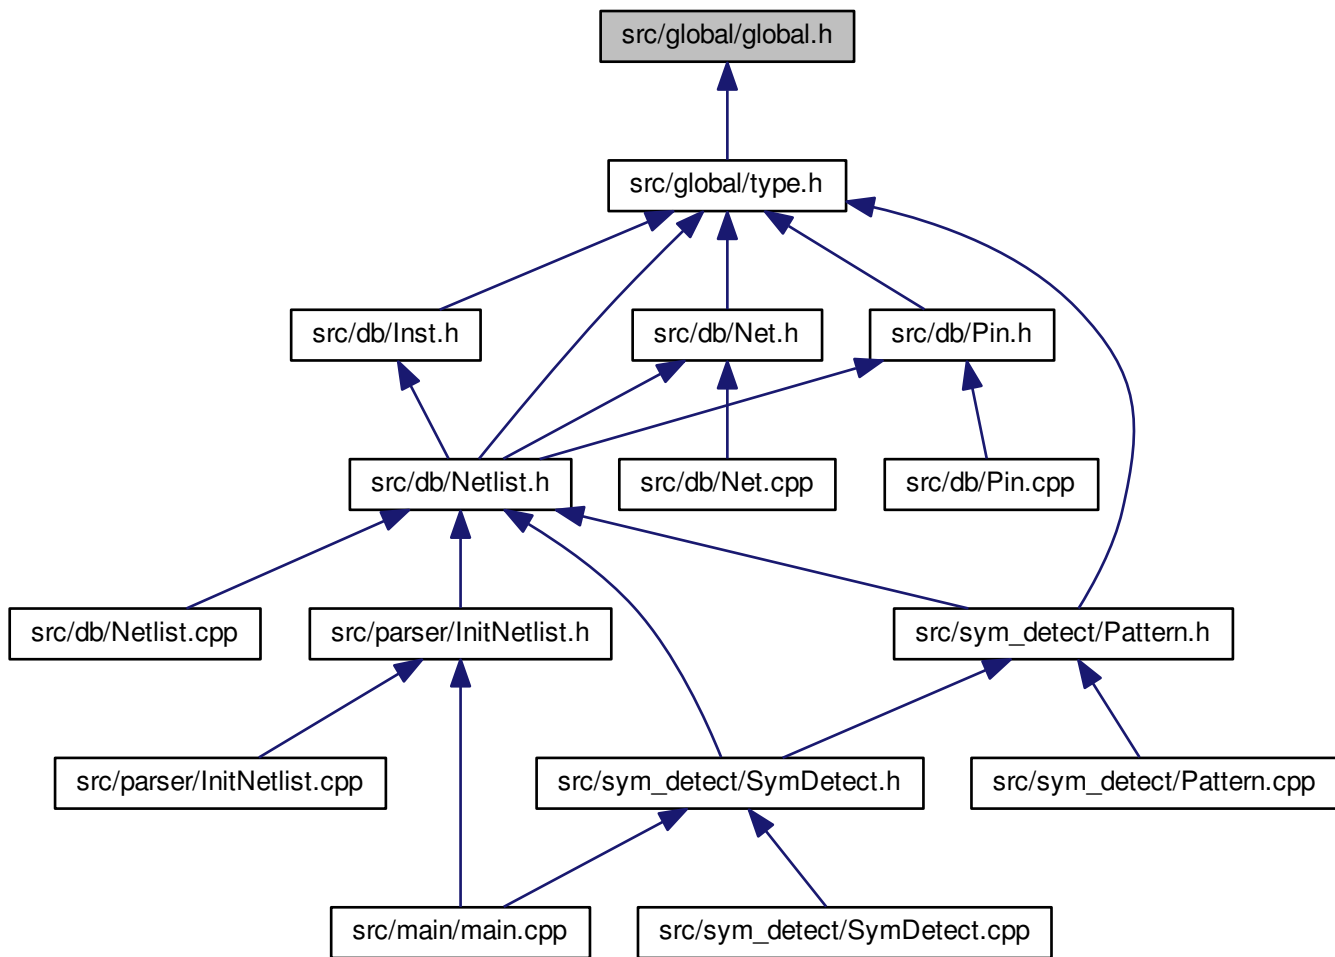 src/global/global.h
src/global/type.h
src/db/Inst.h
src/db/Net.h
src/db/Pin.h
src/db/Netlist.h
src/db/Net.cpp
src/db/Pin.cpp
src/db/Netlist.cpp
src/parser/InitNetlist.h
src/sym_detect/Pattern.h
src/parser/InitNetlist.cpp
src/sym_detect/SymDetect.h
src/sym_detect/Pattern.cpp
src/main/main.cpp
src/sym_detect/SymDetect.cpp